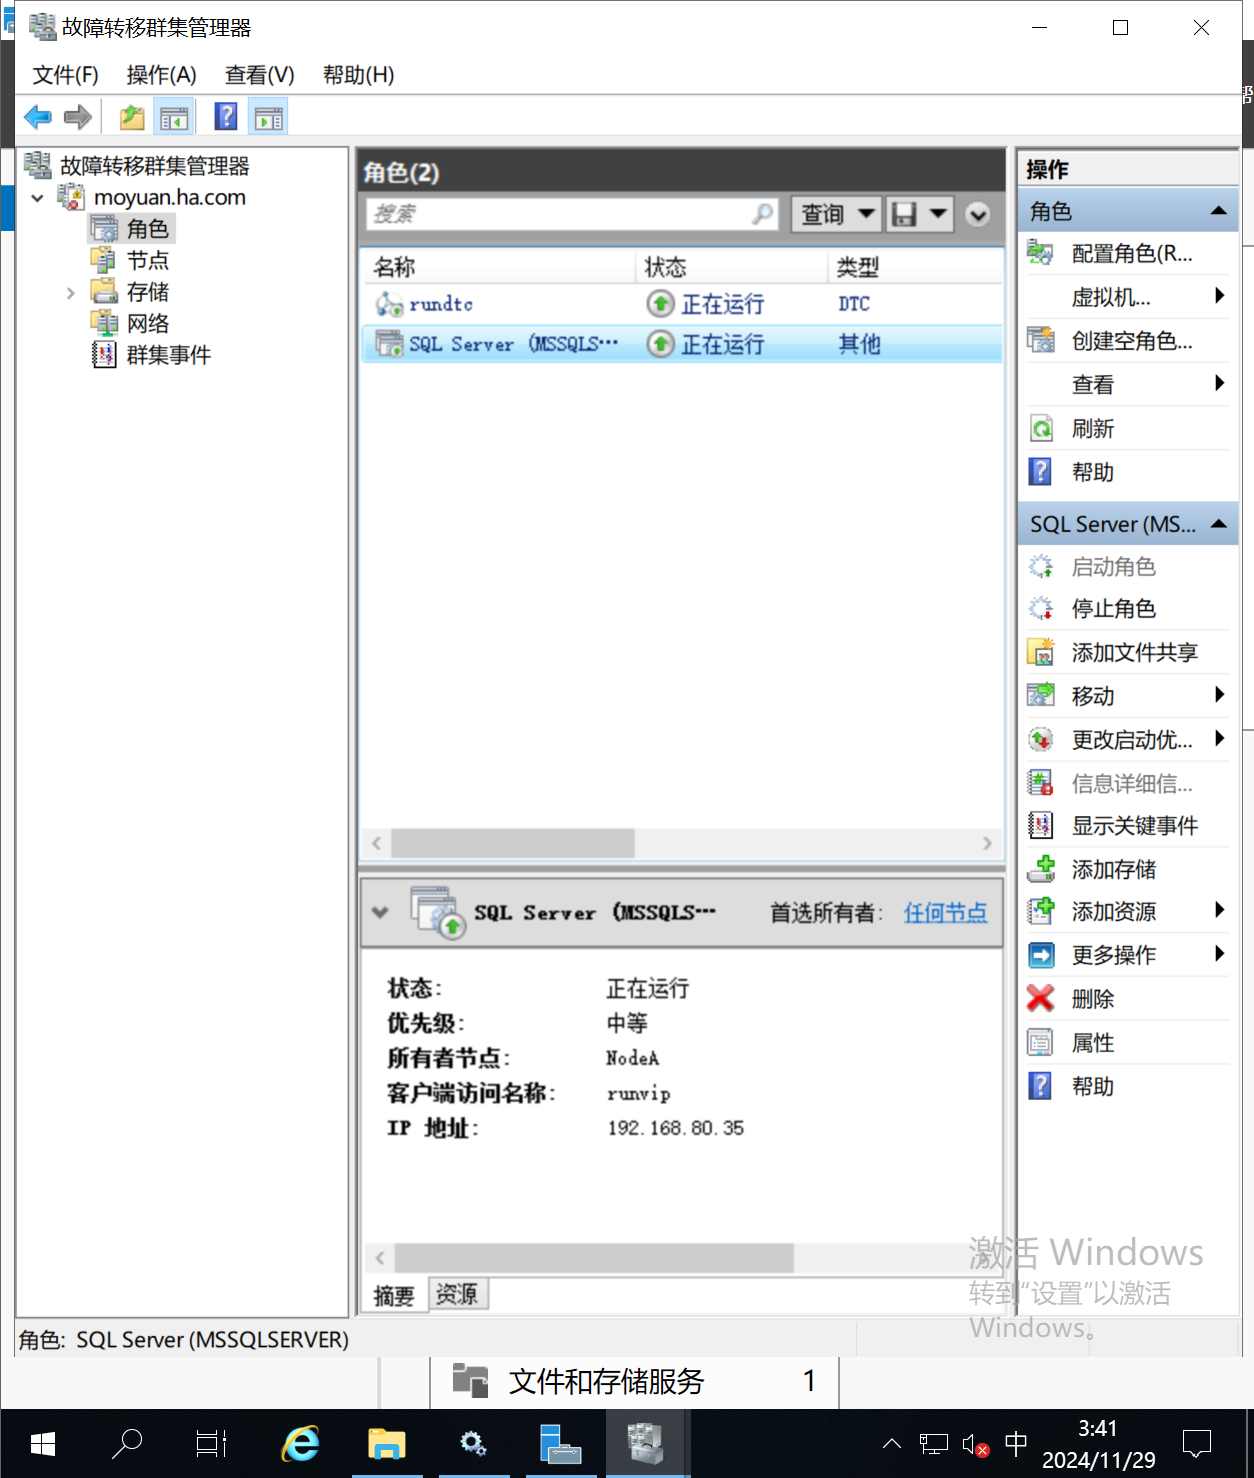 故障转移群集管理器
文件(F) 操作(A) 查看(V) 帮助(H)
故障转移群集管理器
moyuan.ha.com
角色
节点
存储
网络
群集事件
角色(2)
搜索
查询
名称 状态 类型
rundtc 正在运行 DTC
SQL Server (MSSQLS··· 正在运行 其他
SQL Server (MSSQLS··· 首选所有者: 任何节点
状态: 正在运行
优先级: 中等
所有者节点: NodeA
客户端访问名称: runvip
IP 地址: 192.168.80.35
摘要 资源
操作
角色
配置角色(R...
虚拟机...
创建空角色...
查看
刷新
帮助
SQL Server (MS...
启动角色
停止角色
添加文件共享
移动
更改启动优...
信息详细信...
显示关键事件
添加存储
添加资源
更多操作
删除
属性
帮助
激活 Windows
转到“设置”以激活
Windows。
角色: SQL Server (MSSQLSERVER)
文件和存储服务 1
中
3:41
2024/11/29